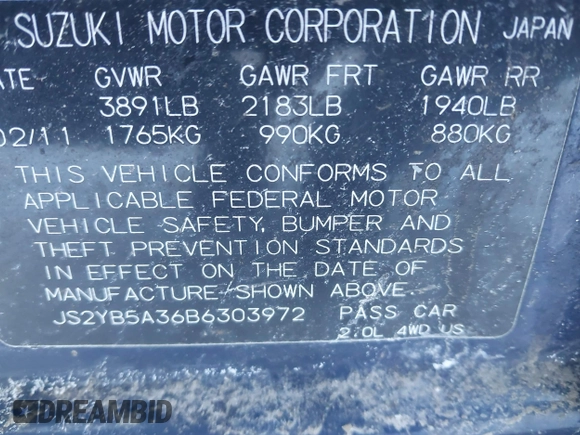 SUZUKI MOTOR CORPORATION JAPAN
ATE GVWR GAWR FRT GAWR RR
3891LB 2183LB 1940LB
02/11 1765KG 990KG 880KG
THIS VEHICLE CONFORMS TO ALL
APPLICABLE FEDERAL MOTOR
VEHICLE SAFETY, BUMPER AND
THEFT PREVENTION STANDARDS
IN EFFECT ON THE DATE OF
MANUFACTURE/SHOWN ABOVE.
JS2YB5A36B6303972 PASS CAR
2.0L 4WD US
DREAMBID